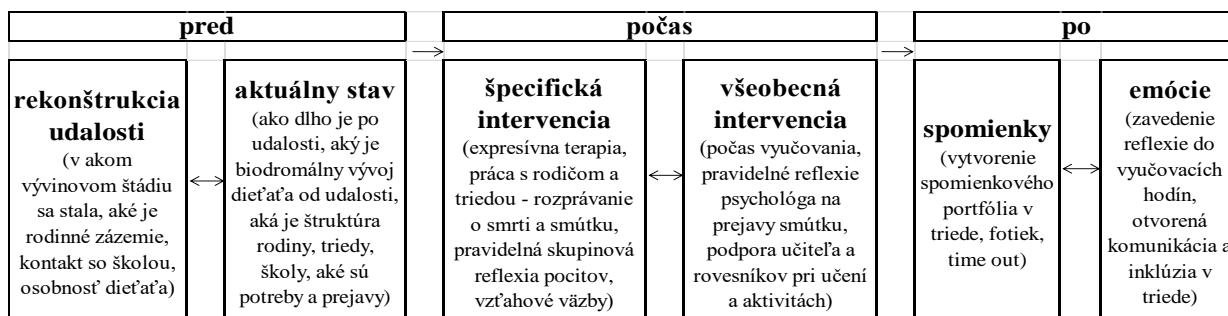 pred
počas
po
rekonštrukcia
udalosti
(v akom
vývinovom štádiu
sa stala, aké je
rodinné zázemie,
kontakt so školou,
osobnosť dieťaťa)
aktuálny stav
(ako dlho je po
udalosti, aký je
biodromálny vývoj
dieťaťa od udalosti,
aká je štruktúra
rodiny, triedy,
školy, aké sú
potreby a prejavy)
špecifická
intervencia
(expresívna terapia,
práca s rodičom a
triedou - rozprávanie
o smrti a smútku,
pravidelná skupinová
reflexia pocitov,
vzťahové väzby)
všeobecná
intervencia
(počas vyučovania,
pravidelné reflexie
psychológa na
prejavy smútku,
podpora učiteľa a
rovesníkov pri učení
a aktivitách)
spomienky
(vytvorenie
spomienkového
portfólia v
triede, fotiek,
time out)
emócie
(zavedenie
reflexie do
vyučovacích
hodín,
otvorená
komunikácia a
inklúzia v
triede)